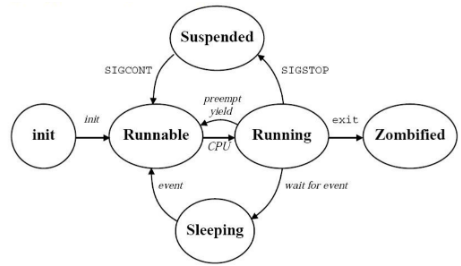 Suspended
SIGCONT
SIGSTOP
preempt
yield
init
init
Runnable
CPU
Running
exit
Zombified
event
wait for event
Sleeping